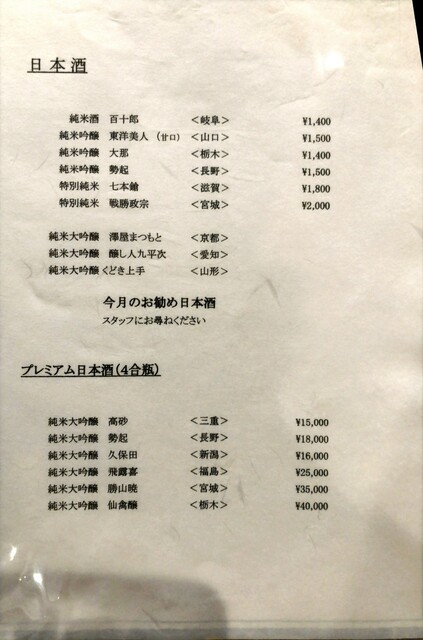 日本酒
純米酒 百十郎 <岐阜> ¥1,400
純米吟醸 東洋美人 (甘口) <山口> ¥1,500
純米吟醸 大那 <栃木> ¥1,400
純米吟醸 勢起 <長野> ¥1,500
特別純米 七本鎗 <滋賀> ¥1,800
特別純米 戦勝政宗 <宮城> ¥2,000
純米大吟醸 澤屋まつもと <京都>
純米大吟醸 醸し人九平次 <愛知>
純米大吟醸 くどき上手 <山形>
今月のお勧め日本酒
スタッフにお尋ねください
プレミアム日本酒(4合瓶)
純米大吟醸 高砂 <三重> ¥15,000
純米大吟醸 勢起 <長野> ¥18,000
純米大吟醸 久保田 <新潟> ¥16,000
純米大吟醸 飛露喜 <福島> ¥25,000
純米大吟醸 勝山暁 <宮城> ¥35,000
純米大吟醸 仙禽醸 <栃木> ¥40,000